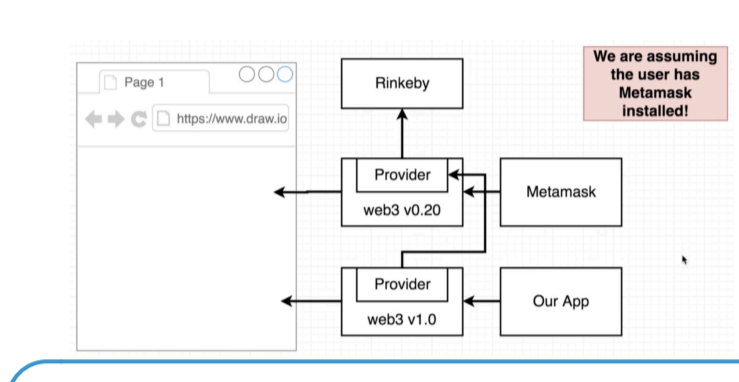 Page 1
https://www.draw.io
Rinkeby
We are assuming
the user has
Metamask
installed!
Provider
web3 v0.20
Metamask
Provider
web3 v1.0
Our App